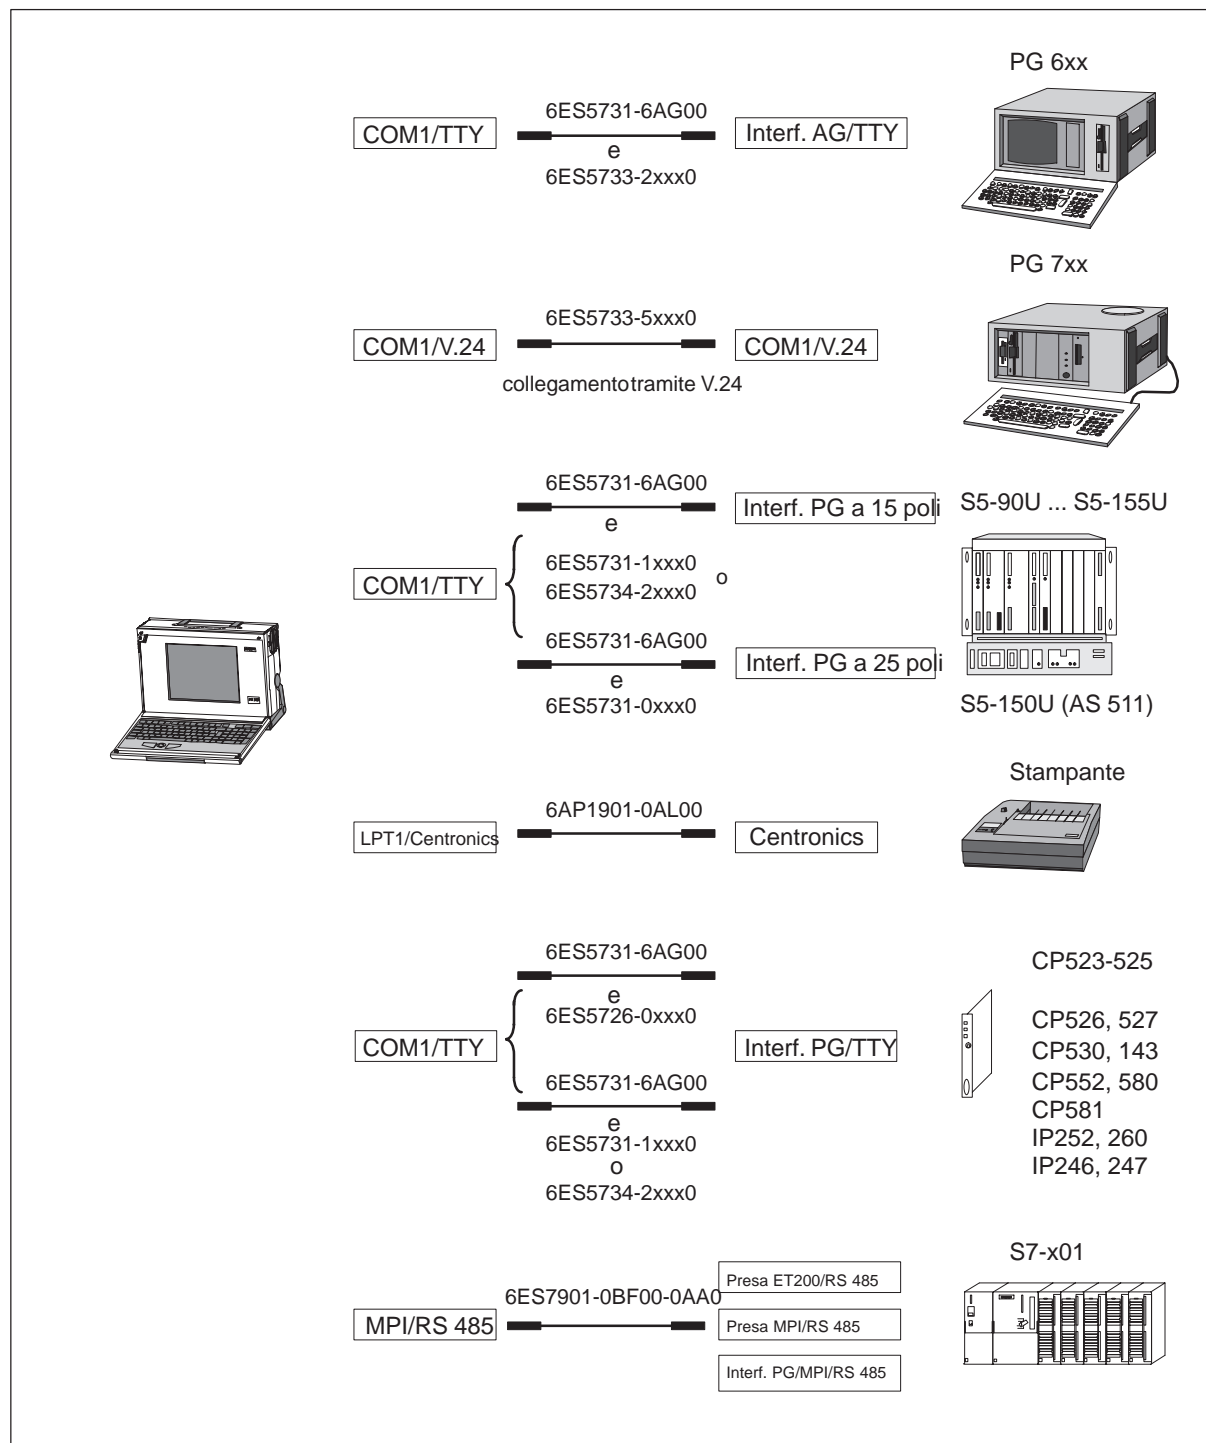 PG 6xx
6ES5731-6AG00
COM1/TTY
Interf. AG/TTY
e
6ES5733-2xxx0
PG 7xx
6ES5733-5xxx0
COM1/V.24
COM1/V.24
collegamento tramite V.24
6ES5731-6AG00
Interf. PG a 15 poli
S5-90U ... S5-155U
e
6ES5731-1xxx0
o
COM1/TTY
6ES5734-2xxx0
6ES5731-6AG00
Interf. PG a 25 poli
e
6ES5731-0xxx0
S5-150U (AS 511)
Stampante
6AP1901-0AL00
LPT1/Centronics
Centronics
6ES5731-6AG00
CP523-525
e
6ES5726-0xxx0
CP526, 527
COM1/TTY
Interf. PG/TTY
CP530, 143
6ES5731-6AG00
CP552, 580
CP581
e
6ES5731-1xxx0
IP252, 260
o
IP246, 247
6ES5734-2xxx0
S7-x01
Presa ET200/RS 485
6ES7901-0BF00-0AA0
MPI/RS 485
Presa MPI/RS 485
Interf. PG/MPI/RS 485